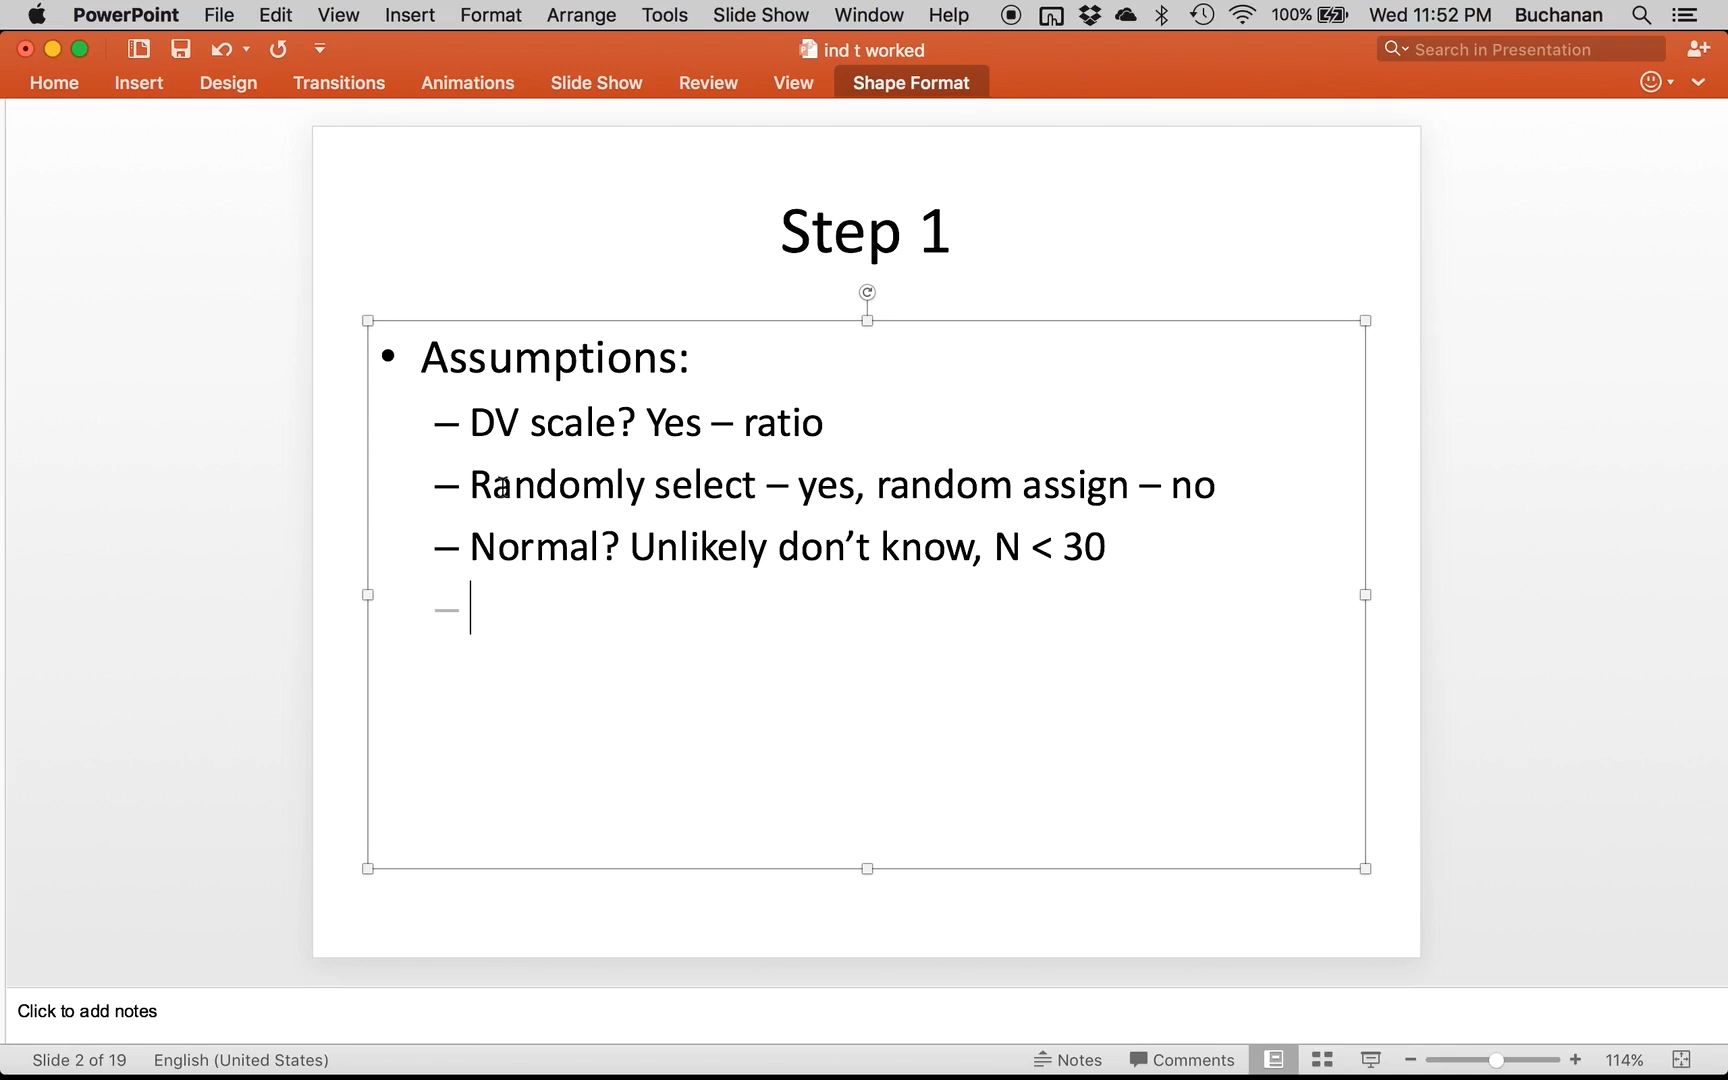 PowerPoint File Edit View Insert Format Arrange Tools Slide Show Window Help 100% Wed 11:52 PM Buchanan
ind t worked
Search in Presentation
Home Insert Design Transitions Animations Slide Show Review View Shape Format
Step 1
• Assumptions:
– DV scale? Yes – ratio
– Randomly select – yes, random assign – no
– Normal? Unlikely don’t know, N < 30
–
Click to add notes
Slide 2 of 19 English (United States) Notes Comments 114%